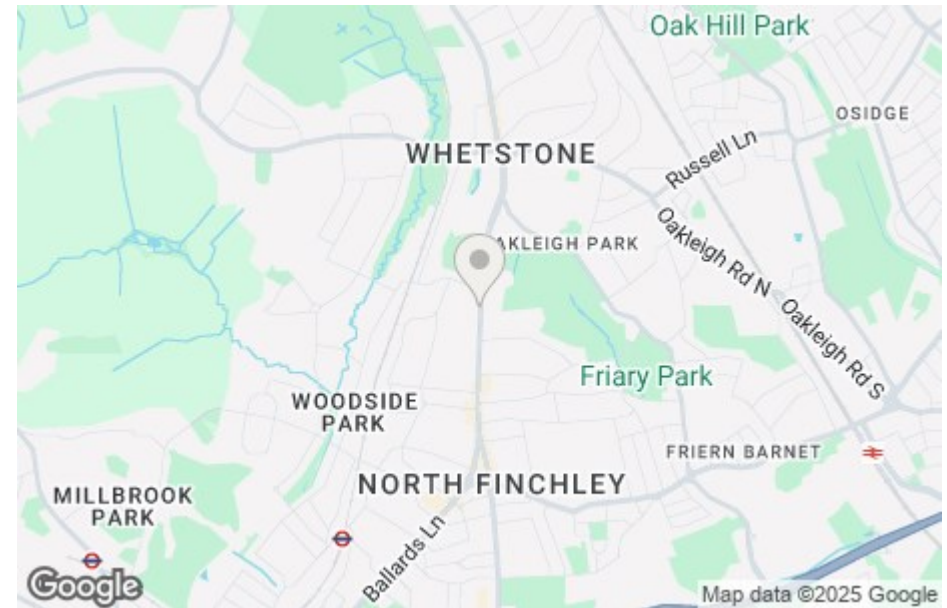 Oak Hill Park
OSIDGE
WHETSTONE
Russell Ln
AKLEIGH PARK
Oakleigh Rd N
Oakleigh Rd S
Friary Park
WOODSIDE
PARK
FRIERN BARNET
NORTH FINCHLEY
MILLBROOK
PARK
Ballards Ln
Google
Map data ©2025 Google